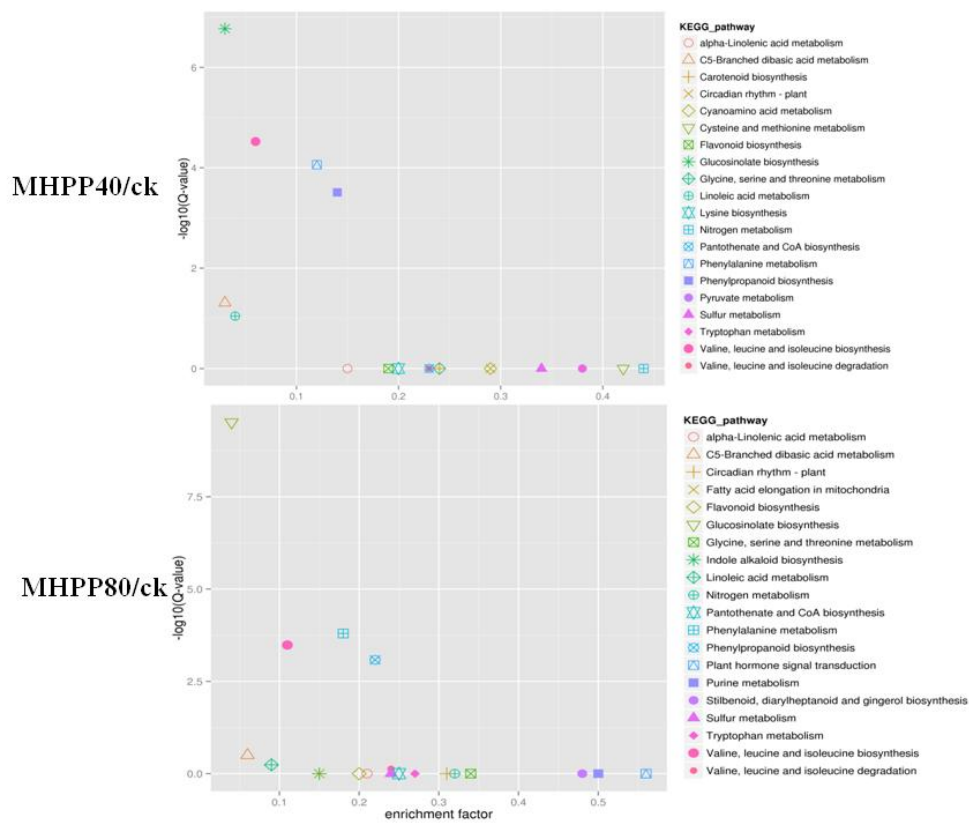 MHPP40/ck
-log10(Q-value)
6
4
2
0
0.1 0.2 0.3 0.4
KEGG_pathway
alpha-Linolenic acid metabolism
C5-Branched dibasic acid metabolism
Carotenoid biosynthesis
Circadian rhythm - plant
Cyanoamino acid metabolism
Cysteine and methionine metabolism
Flavonoid biosynthesis
Glucosinolate biosynthesis
Glycine, serine and threonine metabolism
Linoleic acid metabolism
Lysine biosynthesis
Nitrogen metabolism
Pantothenate and CoA biosynthesis
Phenylalanine metabolism
Phenylpropanoid biosynthesis
Pyruvate metabolism
Sulfur metabolism
Tryptophan metabolism
Valine, leucine and isoleucine biosynthesis
Valine, leucine and isoleucine degradation
MHPP80/ck
-log10(Q-value)
7.5
5.0
2.5
0.0
0.1 0.2 0.3 0.4 0.5
enrichment factor
KEGG_pathway
alpha-Linolenic acid metabolism
C5-Branched dibasic acid metabolism
Circadian rhythm - plant
Fatty acid elongation in mitochondria
Flavonoid biosynthesis
Glucosinolate biosynthesis
Glycine, serine and threonine metabolism
Indole alkaloid biosynthesis
Linoleic acid metabolism
Nitrogen metabolism
Pantothenate and CoA biosynthesis
Phenylalanine metabolism
Phenylpropanoid biosynthesis
Plant hormone signal transduction
Purine metabolism
Stilbenoid, diarylheptanoid and gingerol biosynthesis
Sulfur metabolism
Tryptophan metabolism
Valine, leucine and isoleucine biosynthesis
Valine, leucine and isoleucine degradation